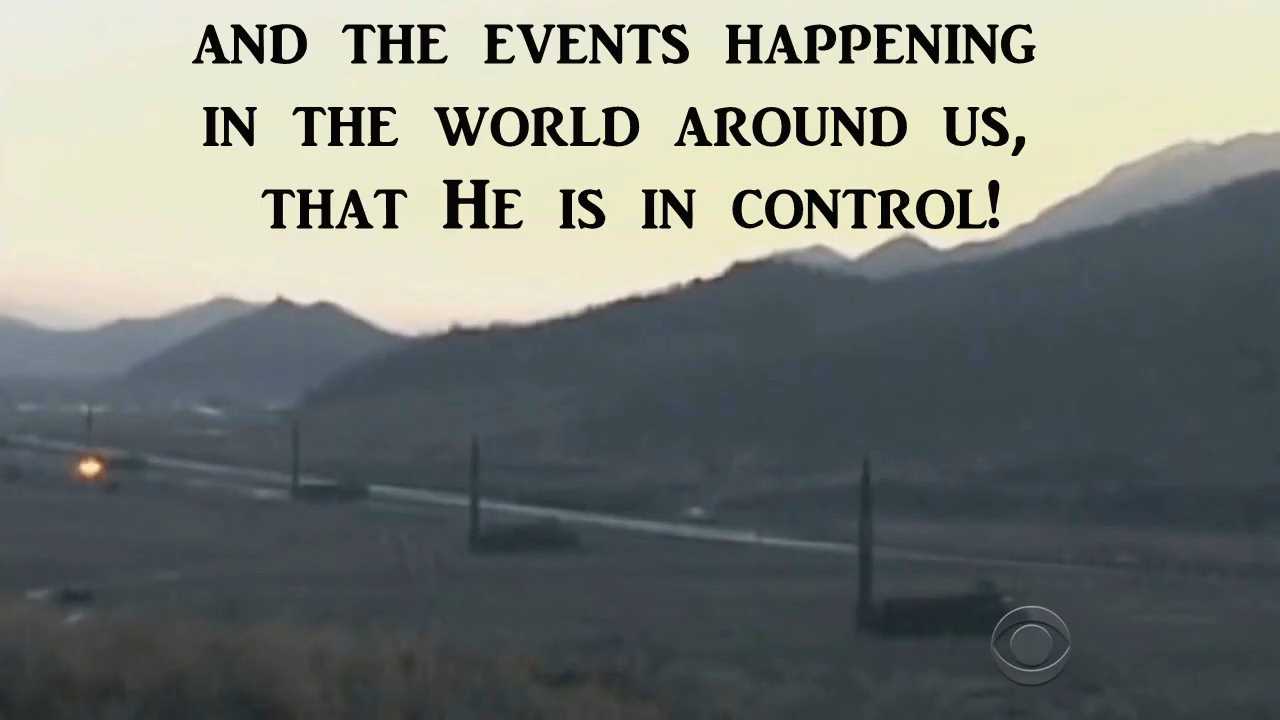 AND THE EVENTS HAPPENING
IN THE WORLD AROUND US,
THAT HE IS IN CONTROL!